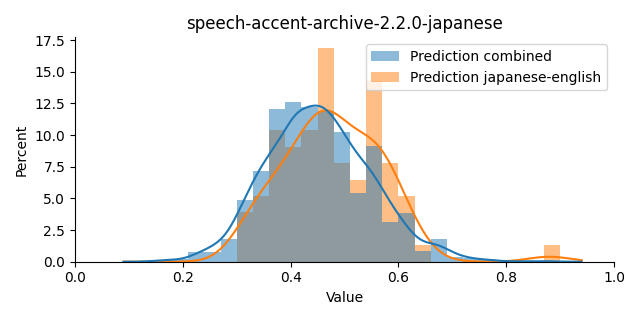 speech-accent-archive-2.2.0-japanese
Prediction combined
Prediction japanese-english
Percent
17.5
15.0
12.5
10.0
7.5
5.0
2.5
0.0
0.0 0.2 0.4 0.6 0.8 1.0
Value